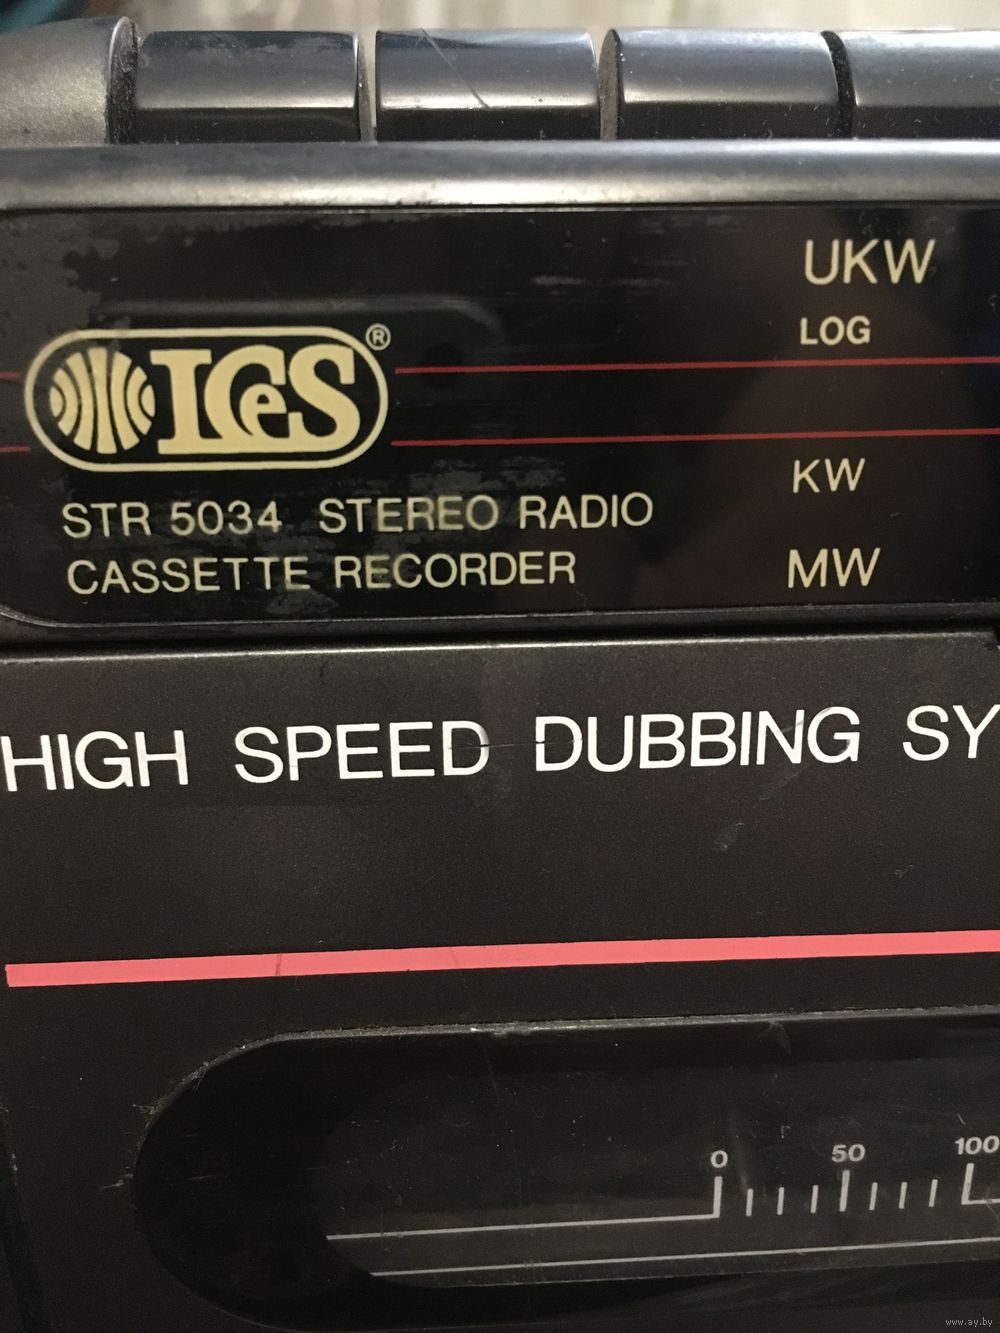 UKW
LOG
ICeS®
KW
STR 5034 STEREO RADIO
CASSETTE RECORDER
MW
HIGH SPEED DUBBING SY
0 50 100
www.ay.by